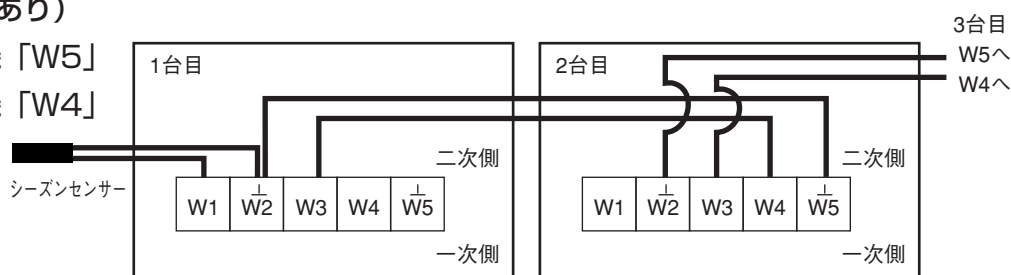 あり）
「W5」
「W4」
シーズンセンサー
1台目
二次側
W1 W2 W3 W4 W5
一次側
2台目
二次側
W1 W2 W3 W4 W5
一次側
3台目
W5へ
W4へ